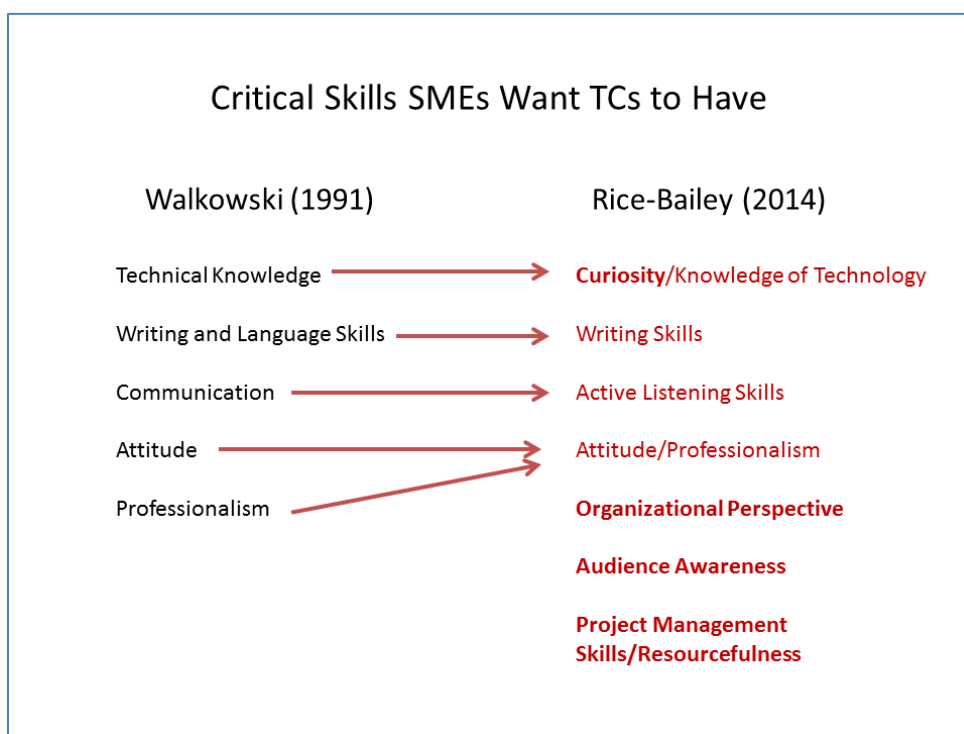 Critical Skills SMEs Want TCs to Have
Walkowski (1991)
Rice-Bailey (2014)
Technical Knowledge
Curiosity/Knowledge of Technology
Writing and Language Skills
Writing Skills
Communication
Active Listening Skills
Attitude
Attitude/Professionalism
Professionalism
Organizational Perspective
Audience Awareness
Project Management
Skills/Resourcefulness